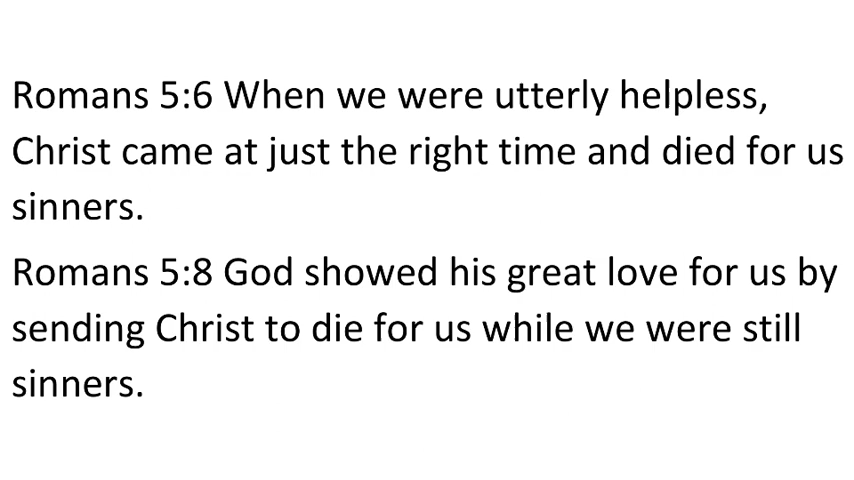 Romans 5:6 When we were utterly helpless,
Christ came at just the right time and died for us
sinners.
Romans 5:8 God showed his great love for us by
sending Christ to die for us while we were still
sinners.